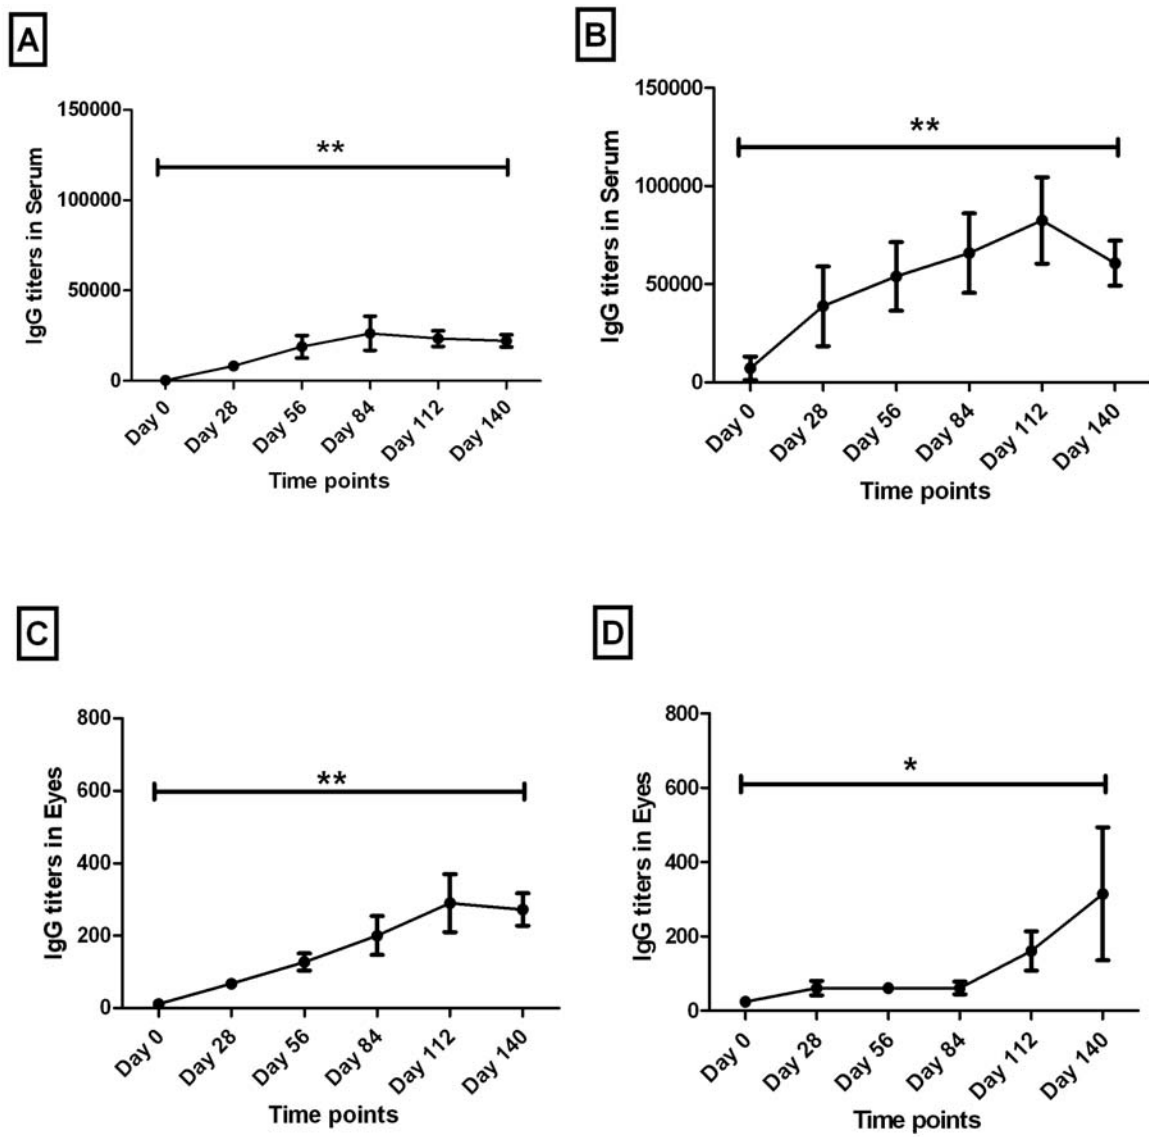 A
IgG titers in Serum
150000
100000
50000
0
**
Day 0
Day 28
Day 56
Day 84
Day 112
Day 140
Time points
B
IgG titers in Serum
150000
100000
50000
0
**
Day 0
Day 28
Day 56
Day 84
Day 112
Day 140
Time points
C
IgG titers in Eyes
800
600
400
200
0
**
Day 0
Day 28
Day 56
Day 84
Day 112
Day 140
Time points
D
IgG titers in Eyes
800
600
400
200
0
*
Day 0
Day 28
Day 56
Day 84
Day 112
Day 140
Time points